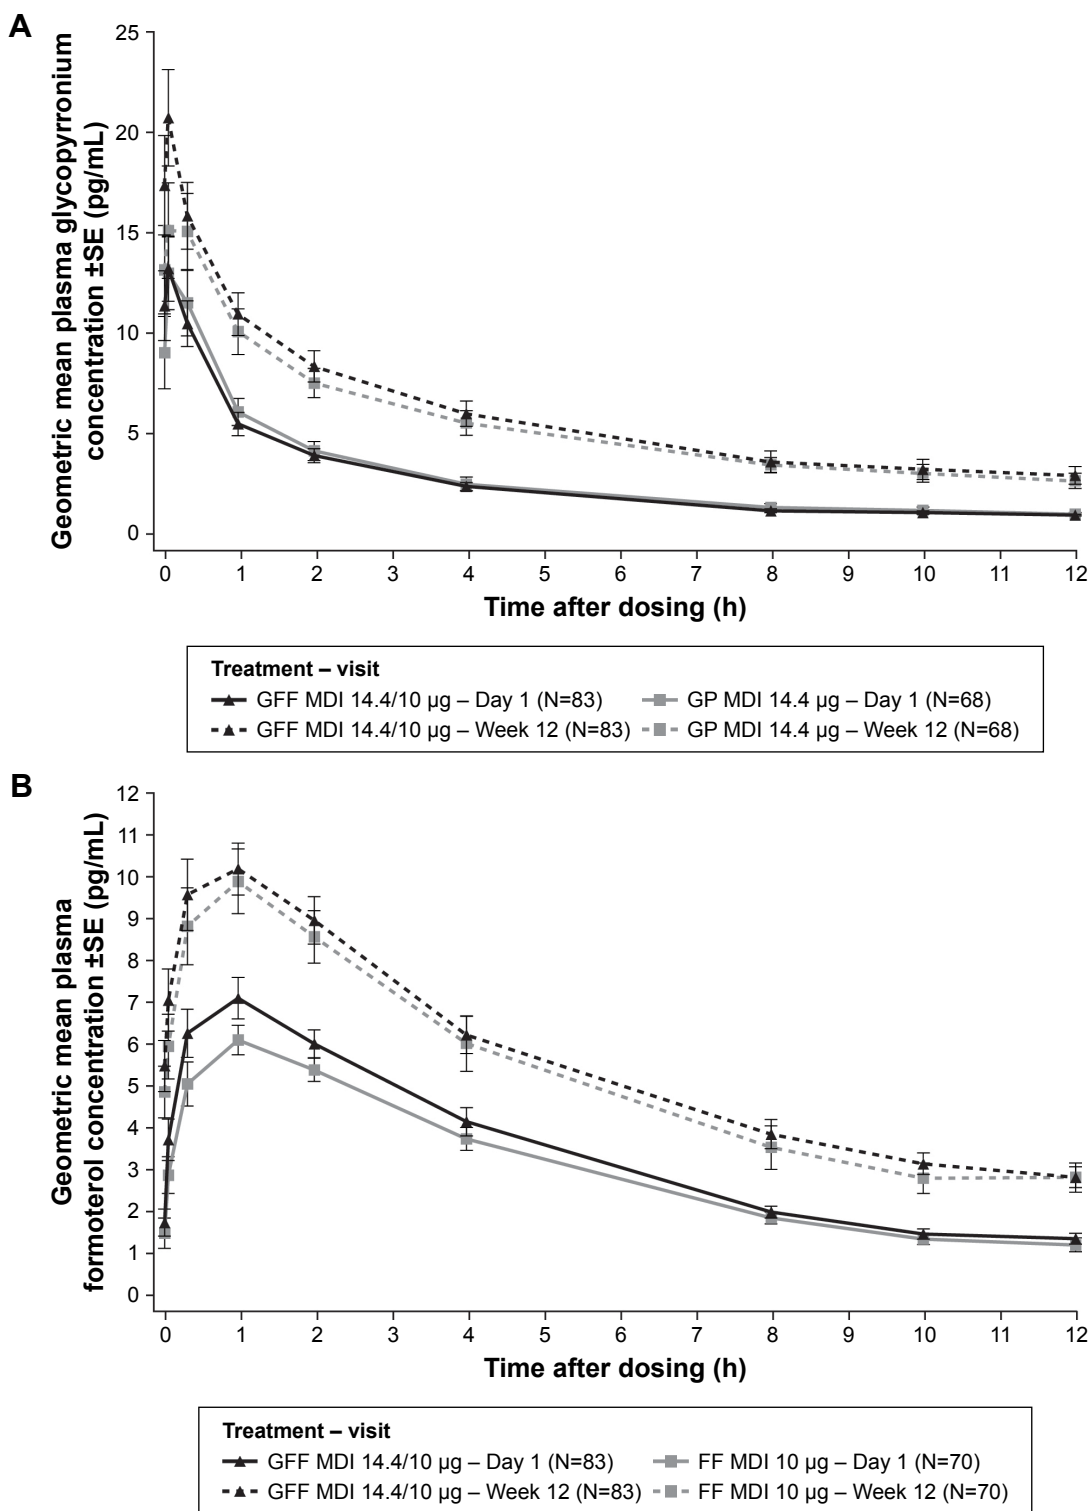 A
Geometric mean plasma glycopyrronium
concentration ±SE (pg/mL)
25
20
15
10
5
0
0 1 2 3 4 5 6 7 8 9 10 11 12
Time after dosing (h)
Treatment – visit
GFF MDI 14.4/10 µg – Day 1 (N=83) GP MDI 14.4 µg – Day 1 (N=68)
GFF MDI 14.4/10 µg – Week 12 (N=83) GP MDI 14.4 µg – Week 12 (N=68)
B
Geometric mean plasma
formoterol concentration ±SE (pg/mL)
12
11
10
9
8
7
6
5
4
3
2
1
0
0 1 2 3 4 5 6 7 8 9 10 11 12
Time after dosing (h)
Treatment – visit
GFF MDI 14.4/10 µg – Day 1 (N=83) FF MDI 10 µg – Day 1 (N=70)
GFF MDI 14.4/10 µg – Week 12 (N=83) FF MDI 10 µg – Week 12 (N=70)